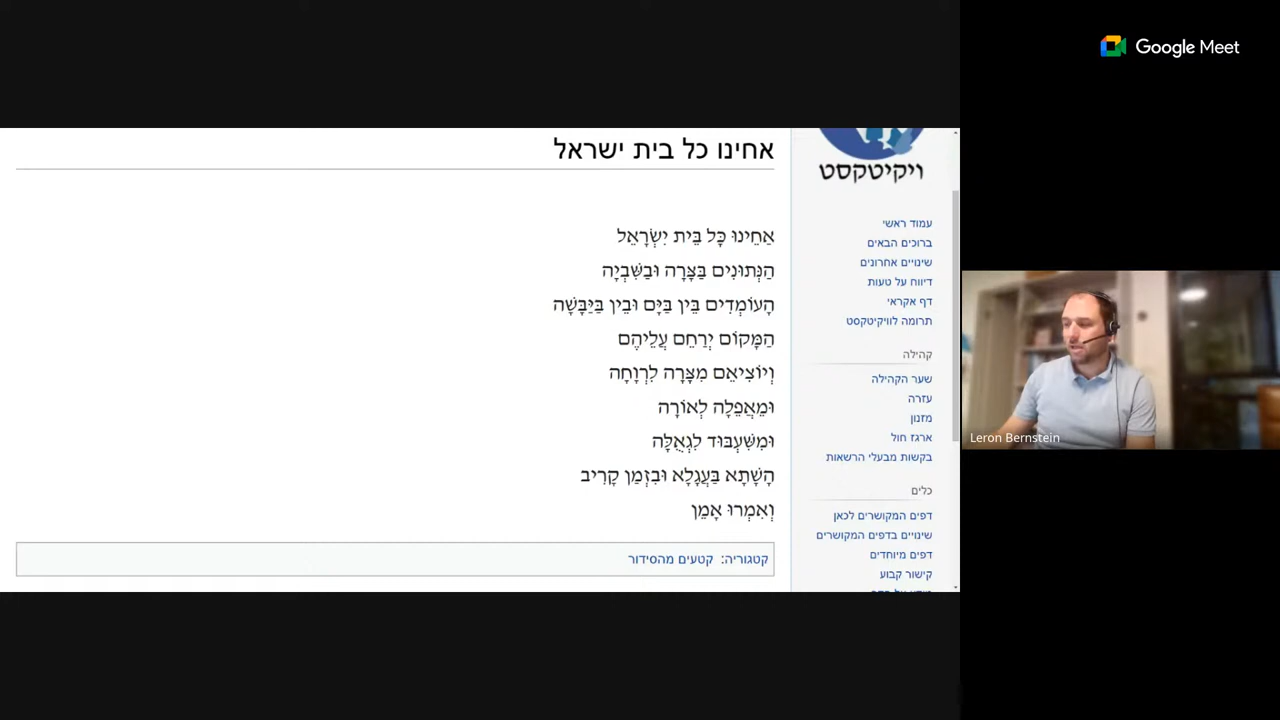 Google Meet
אחינו כל בית ישראל
אַחֵינוּ כָּל בֵּית יִשְׂרָאֵל
הַנְּתוּנִים בַּצָּרָה וּבַשִּׁבְיָה
הָעוֹמְדִים בֵּין בַּיָּם וּבֵין בַּיַּבָּשָׁה
הַמָּקוֹם יְרַחֵם עֲלֵיהֶם
וְיוֹצִיאֵם מִצָּרָה לִרְוָחָה
וּמֵאֲפֵלָה לְאוֹרָה
וּמִשִּׁעְבּוּד לִגְאֻלָּה
הָשָׁתָא בַּעֲגָלָא וּבִזְמַן קָרִיב
וְאִמְרוּ אָמֵן
קטגוריה: קטעים מהסידור
ויקיטקסט
עמוד ראשי
ברוכים הבאים
שינויים אחרונים
דיווח על טעות
דף אקראי
תרומה לוויקיטקסט
קהילה
שער הקהילה
עזרה
מזנון
ארגז חול
בקשות מבעלי הרשאות
כלים
דפים המקושרים לכאן
שינויים בדפים המקושרים
דפים מיוחדים
קישור קבוע
Leron Bernstein